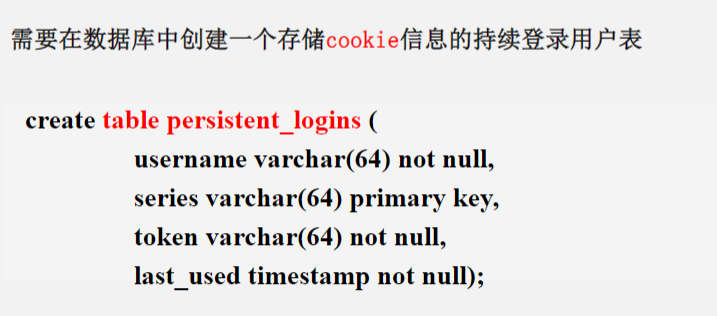 需要在数据库中创建一个存储cookie信息的持续登录用户表
create table persistent_logins (
username varchar(64) not null,
series varchar(64) primary key,
token varchar(64) not null,
last_used timestamp not null);